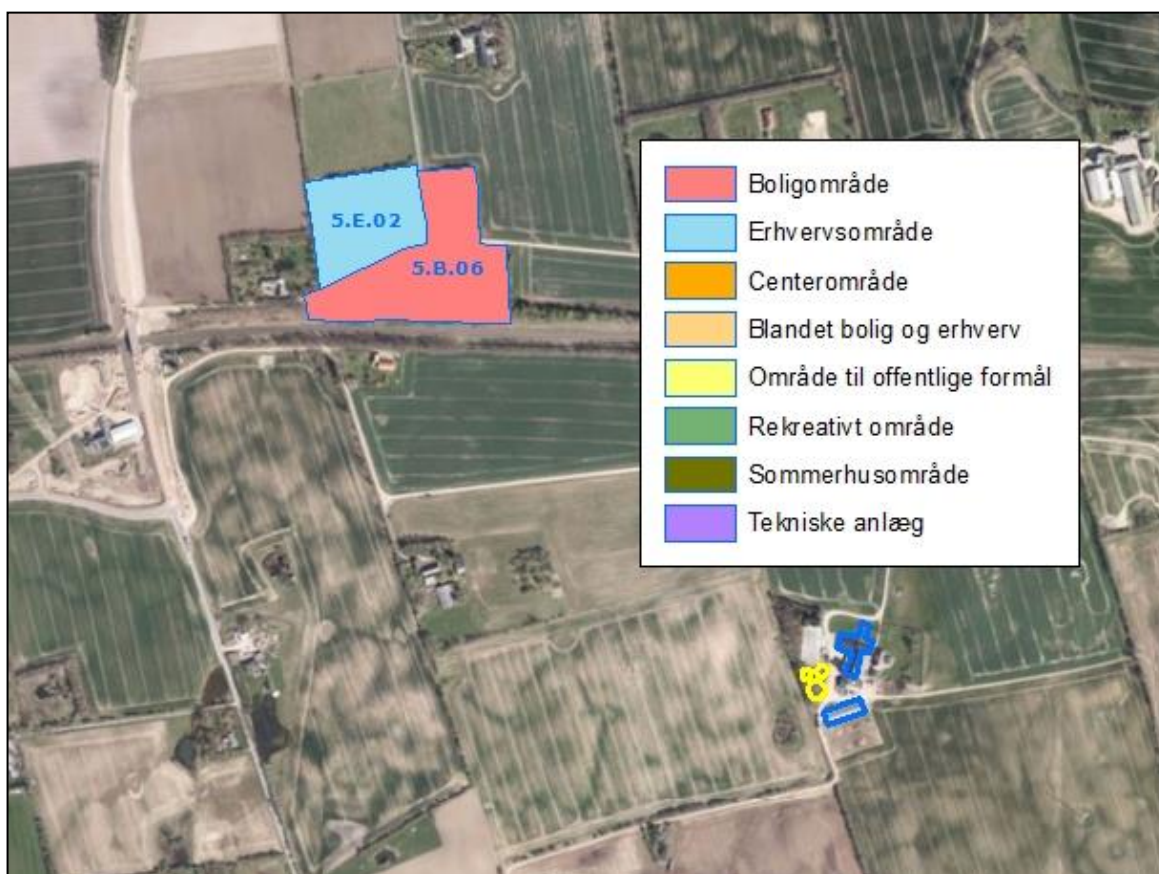 5.E.02
5.B.06
Boligområde
Erhvervsområde
Centerområde
Blandet bolig og erhverv
Område til offentlige formål
Rekreativt område
Sommerhusområde
Tekniske anlæg